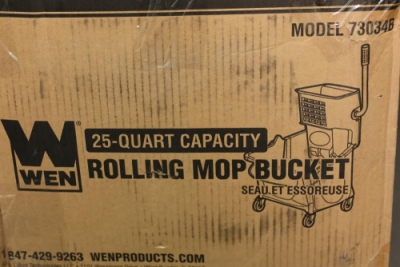 MODEL 73034B
WEN
25-QUART CAPACITY
ROLLING MOP BUCKET
SEAU ET ESSOREUSE
1-847-429-9263 WENPRODUCTS.COM